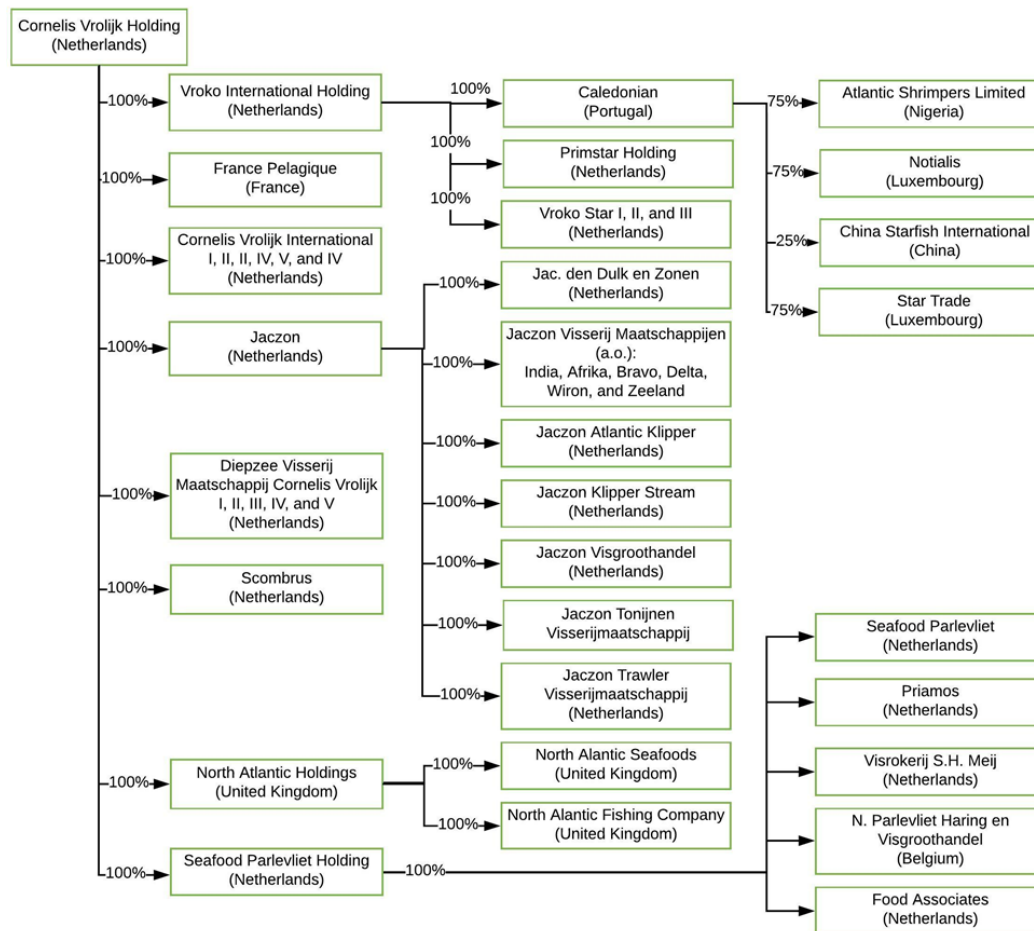 Cornelis Vrolijk Holding
(Netherlands)
100%
Vroko International Holding
(Netherlands)
100%
France Pelagique
(France)
100%
Cornelis Vrolijk International
I, II, II, IV, V, and IV
(Netherlands)
100%
Jaczon
(Netherlands)
100%
Diepzee Visserij
Maatschappij Cornelis Vrolijk
I, II, III, IV, and V
(Netherlands)
100%
Scombrus
(Netherlands)
100%
North Atlantic Holdings
(United Kingdom)
100%
Seafood Parlevliet Holding
(Netherlands)
100%
Caledonian
(Portugal)
100%
Primstar Holding
(Netherlands)
100%
Vroko Star I, II, and III
(Netherlands)
100%
Jac. den Dulk en Zonen
(Netherlands)
100%
Jaczon Visserij Maatschappijen
(a.o.):
India, Afrika, Bravo, Delta,
Wiron, and Zeeland
100%
Jaczon Atlantic Klipper
(Netherlands)
100%
Jaczon Klipper Stream
(Netherlands)
100%
Jaczon Visgroothandel
(Netherlands)
100%
Jaczon Tonijnen
Visserijmaatschappij
100%
Jaczon Trawler
Visserijmaatschappij
(Netherlands)
100%
North Alantic Seafoods
(United Kingdom)
100%
North Alantic Fishing Company
(United Kingdom)
100%
75%
Atlantic Shrimpers Limited
(Nigeria)
75%
Notialis
(Luxembourg)
25%
China Starfish International
(China)
75%
Star Trade
(Luxembourg)
Seafood Parlevliet
(Netherlands)
Priamos
(Netherlands)
Visrokerij S.H. Meij
(Netherlands)
N. Parlevliet Haring en
Visgroothandel
(Belgium)
Food Associates
(Netherlands)